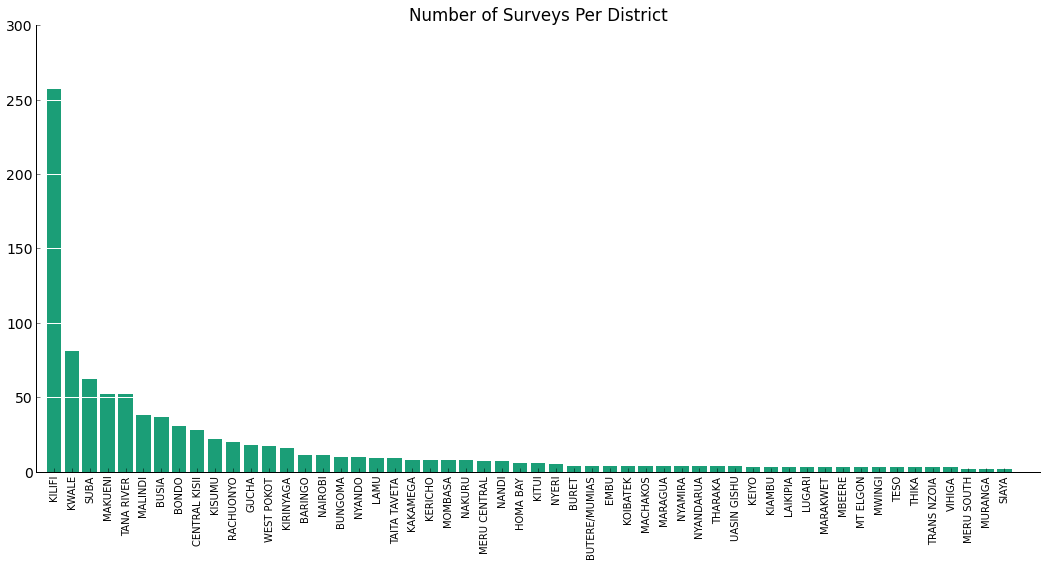 Number of Surveys Per District
300
250
200
150
100
50
0
KILIFI
KWALE
SUBA
MAKUENI
TANA RIVER
MALINDI
BUSIA
BONDO
CENTRAL KISII
KISUMU
RACHUONYO
GUCHA
WEST POKOT
KIRINYAGA
BARINGO
NAIROBI
BUNGOMA
NYANDO
LAMU
TAITA TAVETA
KAKAMEGA
KERICHO
MOMBASA
NAKURU
MERU CENTRAL
NANDI
HOMA BAY
KITUI
NYERI
BURET
BUTERE/MUMIAS
EMBU
KOIBATEK
MACHAKOS
MARAGUA
NYAMIRA
NYANDARUA
THARAKA
UASIN GISHU
KEIYO
KIAMBU
LAIKIPIA
LUGARI
MARAKWET
MBEERE
MT ELGON
MWINGI
TESO
THIKA
TRANS NZOIA
VIHIGA
MERU SOUTH
MURANGA
SIAYA